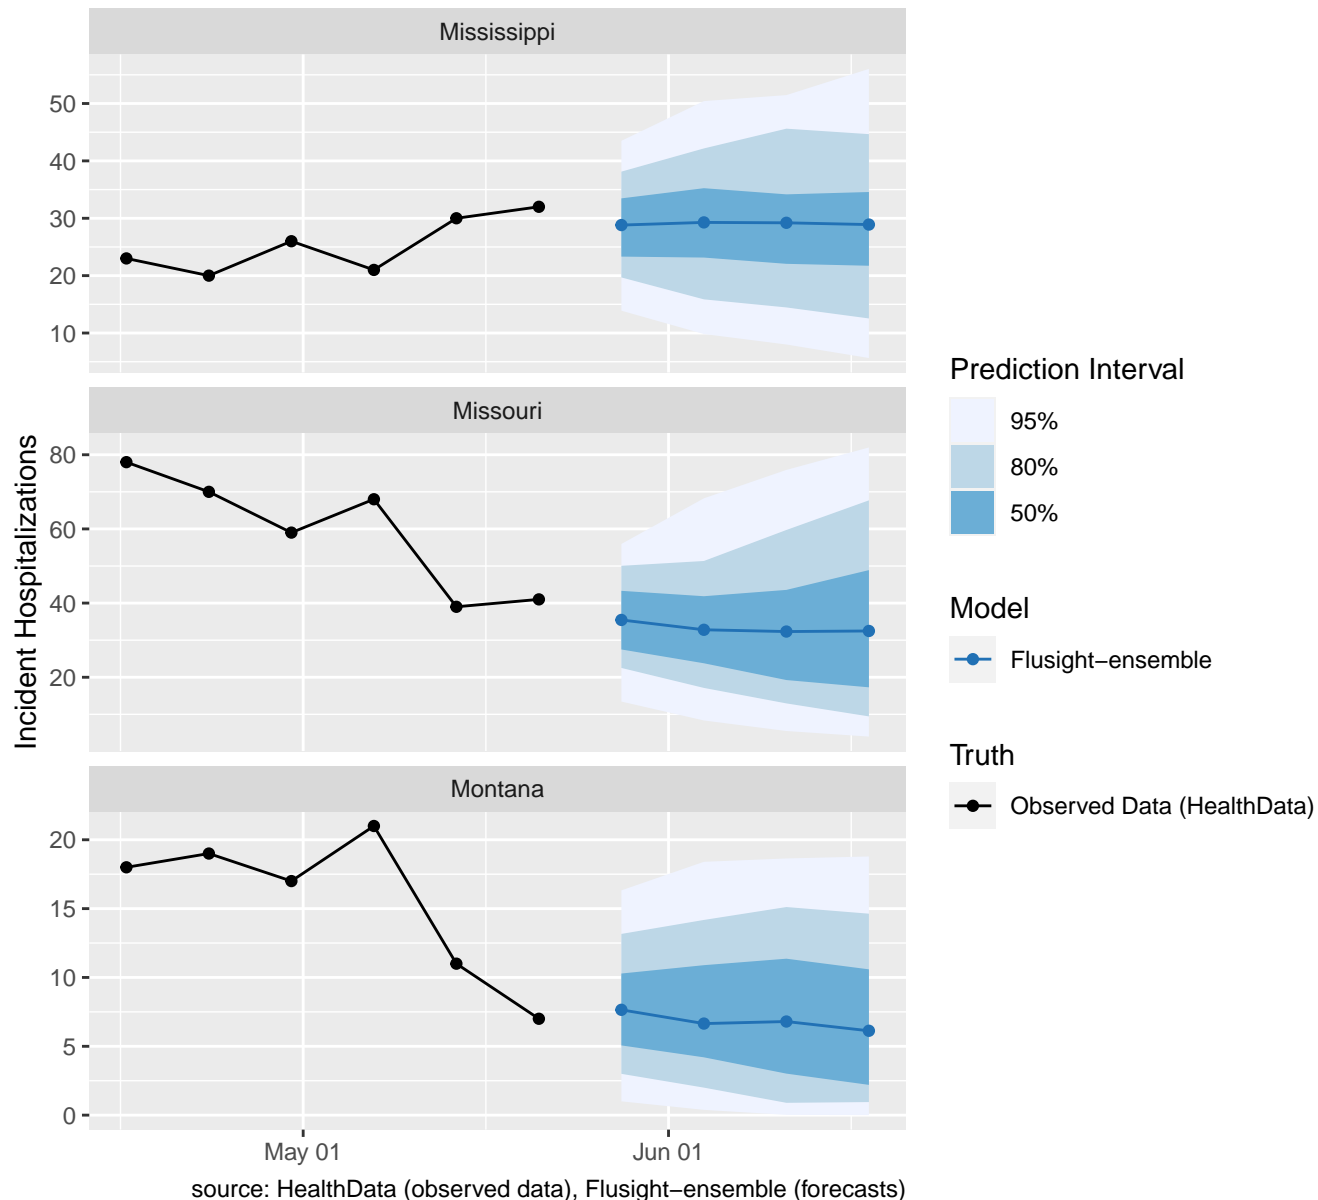 Mississippi
50
40
30
20
10
Missouri
80
60
40
20
Montana
20
15
10
5
0
May 01
Jun 01
Incident Hospitalizations
source: HealthData (observed data), Flusight−ensemble (forecasts)
Prediction Interval
95%
80%
50%
Model
Flusight−ensemble
Truth
Observed Data (HealthData)